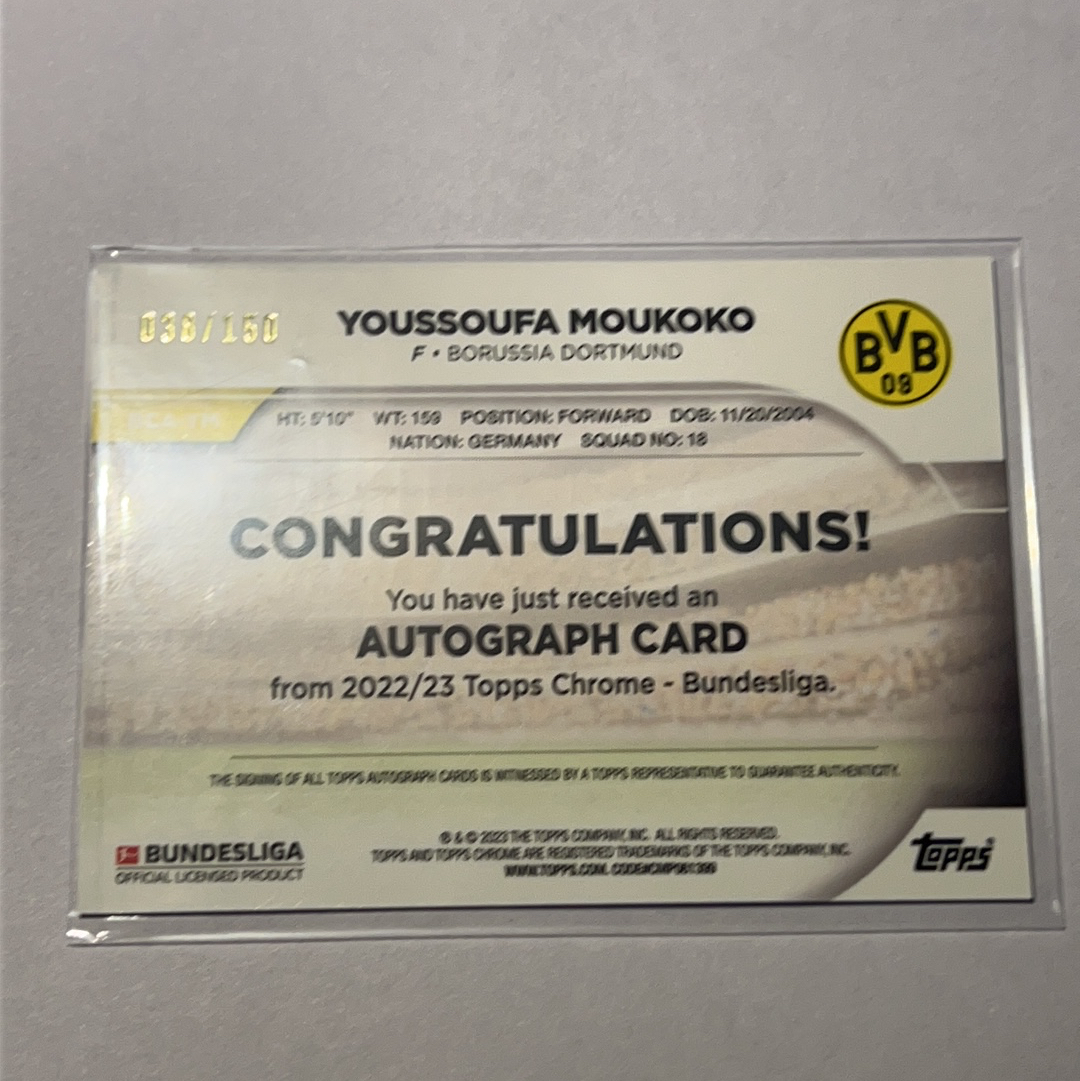 /150
YOUSSOUFA MOUKOKO
F • BORUSSIA DORTMUND
BVB
09
HT: 5'10" WT: 159 POSITION: FORWARD DOB: 11/20/2004
NATION: GERMANY SQUAD NO: 18
CONGRATULATIONS!
You have just received an
AUTOGRAPH CARD
from 2022/23 Topps Chrome - Bundesliga.
THE SIGNING OF ALL TOPPS AUTOGRAPH CARDS IS WITNESSED BY A TOPPS REPRESENTATIVE TO GUARANTEE AUTHENTICITY.
BUNDESLIGA
OFFICIAL LICENSED PRODUCT
® & © 2023 THE TOPPS COMPANY, INC. ALL RIGHTS RESERVED.
TOPPS AND TOPPS CHROME ARE REGISTERED TRADEMARKS OF THE TOPPS COMPANY, INC.
WWW.TOPPS.COM.
topps